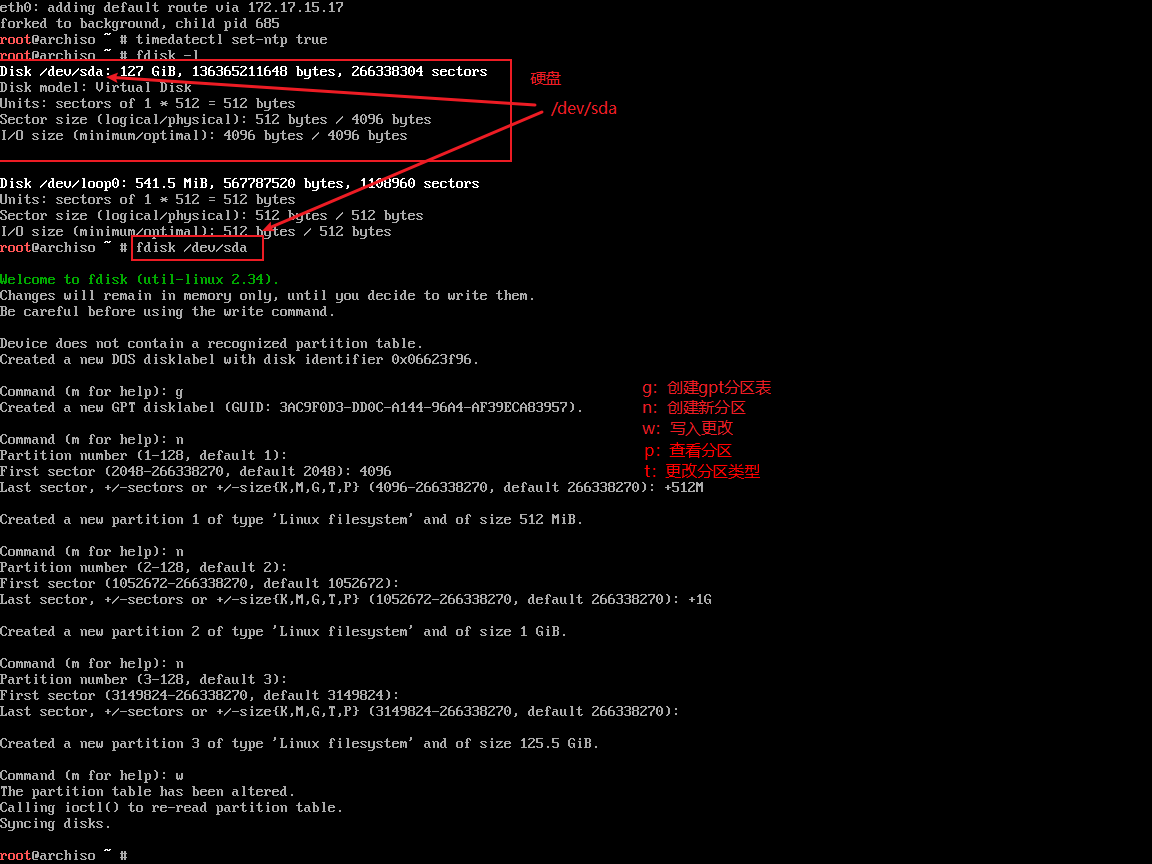 eth0: adding default route via 172.17.15.17
forked to background, child pid 685
root@archiso ~ # timedatectl set-ntp true
root@archiso ~ # fdisk -l
Disk /dev/sda: 127 GiB, 136365211648 bytes, 266338304 sectors
硬盘
Disk model: Virtual Disk
Units: sectors of 1 * 512 = 512 bytes
/dev/sda
Sector size (logical/physical): 512 bytes / 4096 bytes
I/O size (minimum/optimal): 4096 bytes / 4096 bytes
Disk /dev/loop0: 541.5 MiB, 567787520 bytes, 1108960 sectors
Units: sectors of 1 * 512 = 512 bytes
Sector size (logical/physical): 512 bytes / 512 bytes
I/O size (minimum/optimal): 512 bytes / 512 bytes
root@archiso ~ # fdisk /dev/sda
Welcome to fdisk (util-linux 2.34).
Changes will remain in memory only, until you decide to write them.
Be careful before using the write command.
Device does not contain a recognized partition table.
Created a new DOS disklabel with disk identifier 0x06623f96.
Command (m for help): g
Created a new GPT disklabel (GUID: 3AC9F0D3-DD0C-A144-96A4-AF39ECA83957).
g：创建gpt分区表
n：创建新分区
w：写入更改
p：查看分区
t：更改分区类型
Command (m for help): n
Partition number (1-128, default 1):
First sector (2048-266338270, default 2048): 4096
Last sector, +/-sectors or +/-size{K,M,G,T,P} (4096-266338270, default 266338270): +512M
Created a new partition 1 of type 'Linux filesystem' and of size 512 MiB.
Command (m for help): n
Partition number (2-128, default 2):
First sector (1052672-266338270, default 1052672):
Last sector, +/-sectors or +/-size{K,M,G,T,P} (1052672-266338270, default 266338270): +1G
Created a new partition 2 of type 'Linux filesystem' and of size 1 GiB.
Command (m for help): n
Partition number (3-128, default 3):
First sector (3149824-266338270, default 3149824):
Last sector, +/-sectors or +/-size{K,M,G,T,P} (3149824-266338270, default 266338270):
Created a new partition 3 of type 'Linux filesystem' and of size 125.5 GiB.
Command (m for help): w
The partition table has been altered.
Calling ioctl() to re-read partition table.
Syncing disks.
root@archiso ~ #